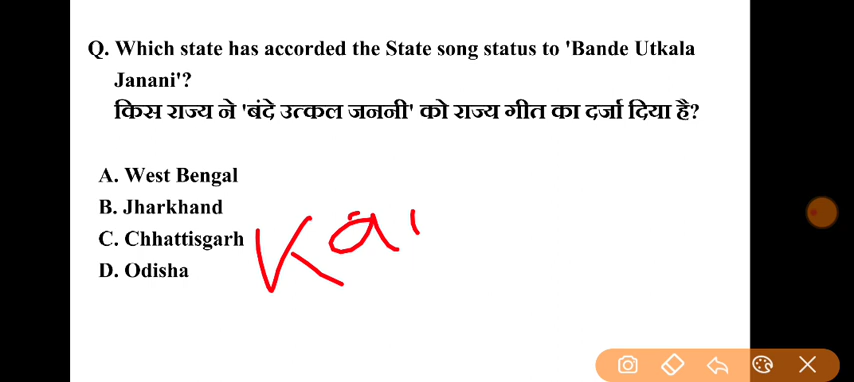 Q. Which state has accorded the State song status to 'Bande Utkala
Janani'?
किस राज्य ने 'बंदे उत्कल जननी' को राज्य गीत का दर्जा दिया है?
A. West Bengal
B. Jharkhand
C. Chhattisgarh
D. Odisha